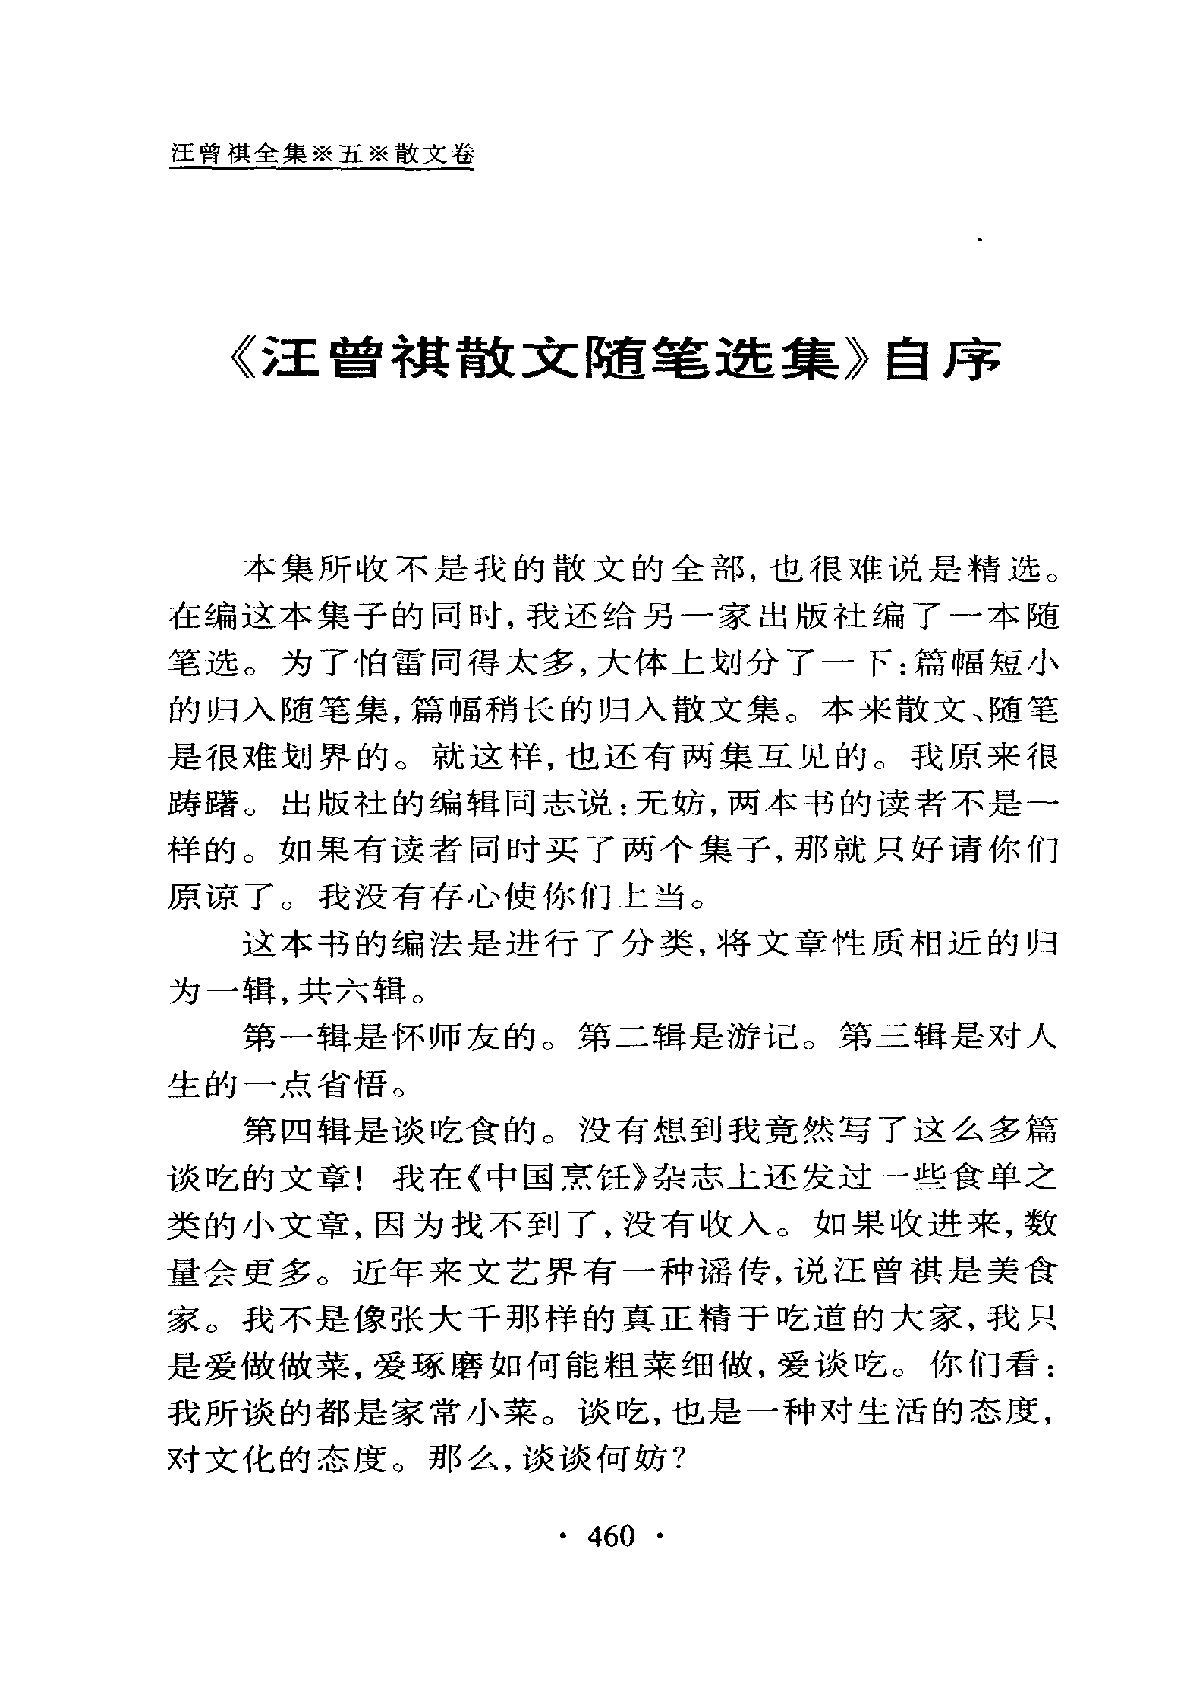 汪曾祺全集※五※散文卷
《汪曾祺散文随笔选集》自序
本集所收不是我的散文的全部,也很难说是精选。
在编这本集子的同时,我还给另一家出版社编了一本随
笔选。为了怕雷同得太多,大体上划分了一下:篇幅短小
的归入随笔集,篇幅稍长的归入散文集。本来散文、随笔
是很难划界的。就这样,也还有两集互见的。我原来很
踌躇。出版社的编辑同志说:无妨,两本书的读者不是一
样的。如果有读者同时买了两个集子,那就只好请你们
原谅了。我没有存心使你们上当。
这本书的编法是进行了分类,将文章性质相近的归
为一辑,共六辑。
第一辑是怀师友的。第二辑是游记。第三辑是对人
生的一点省悟。
第四辑是谈吃食的。没有想到我竟然写了这么多篇
谈吃的文章!我在《中国烹饪》杂志上还发过一些食单之
类的小文章,因为找不到了,没有收入。如果收进来,数
量会更多。近年来文艺界有一种谣传,说汪曾祺是美食
家。我不是像张大千那样的真正精于吃道的大家,我只
是爱做做菜,爱琢磨如何能粗菜细做,爱谈吃。你们看:
我所谈的都是家常小菜。谈吃,也是一种对生活的态度,
对文化的态度。那么,谈谈何妨?
· 460 ·